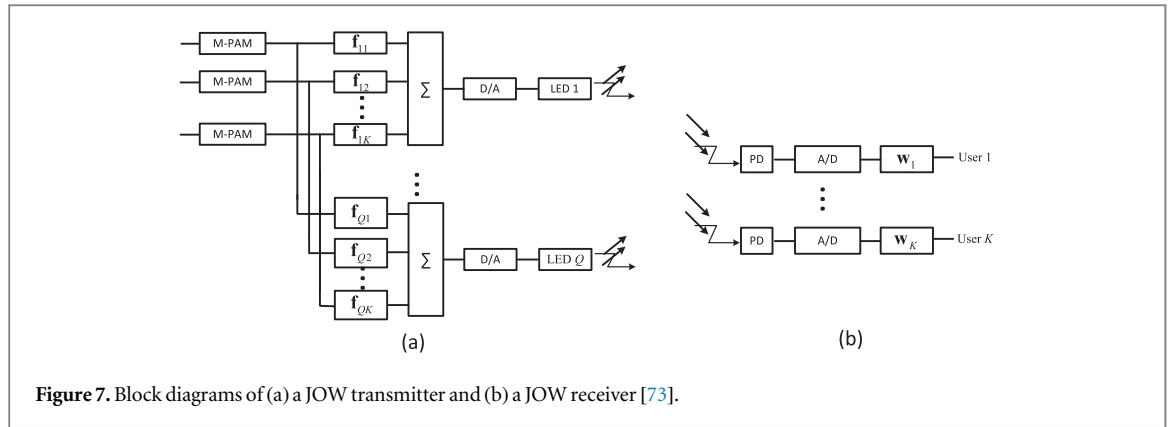 M-PAM
f11
M-PAM
f12
M-PAM
f1K
Σ
D/A
LED 1
fQ1
fQ2
fQK
Σ
D/A
LED Q
(a)
PD
A/D
w1
User 1
PD
A/D
wK
User K
(b)
Figure 7. Block diagrams of (a) a JOW transmitter and (b) a JOW receiver [73].